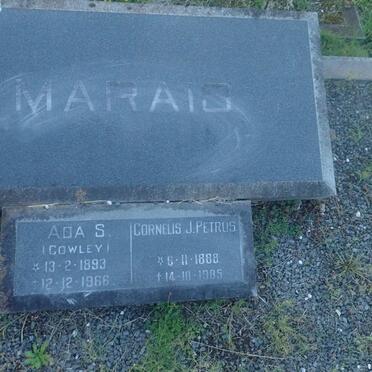 MARAIS
ADA S.
(COWLEY)
* 13-2-1893
† 12-12-1966
CORNELIS J. PETRUS
* 6-11-1888
† 14-10-1985